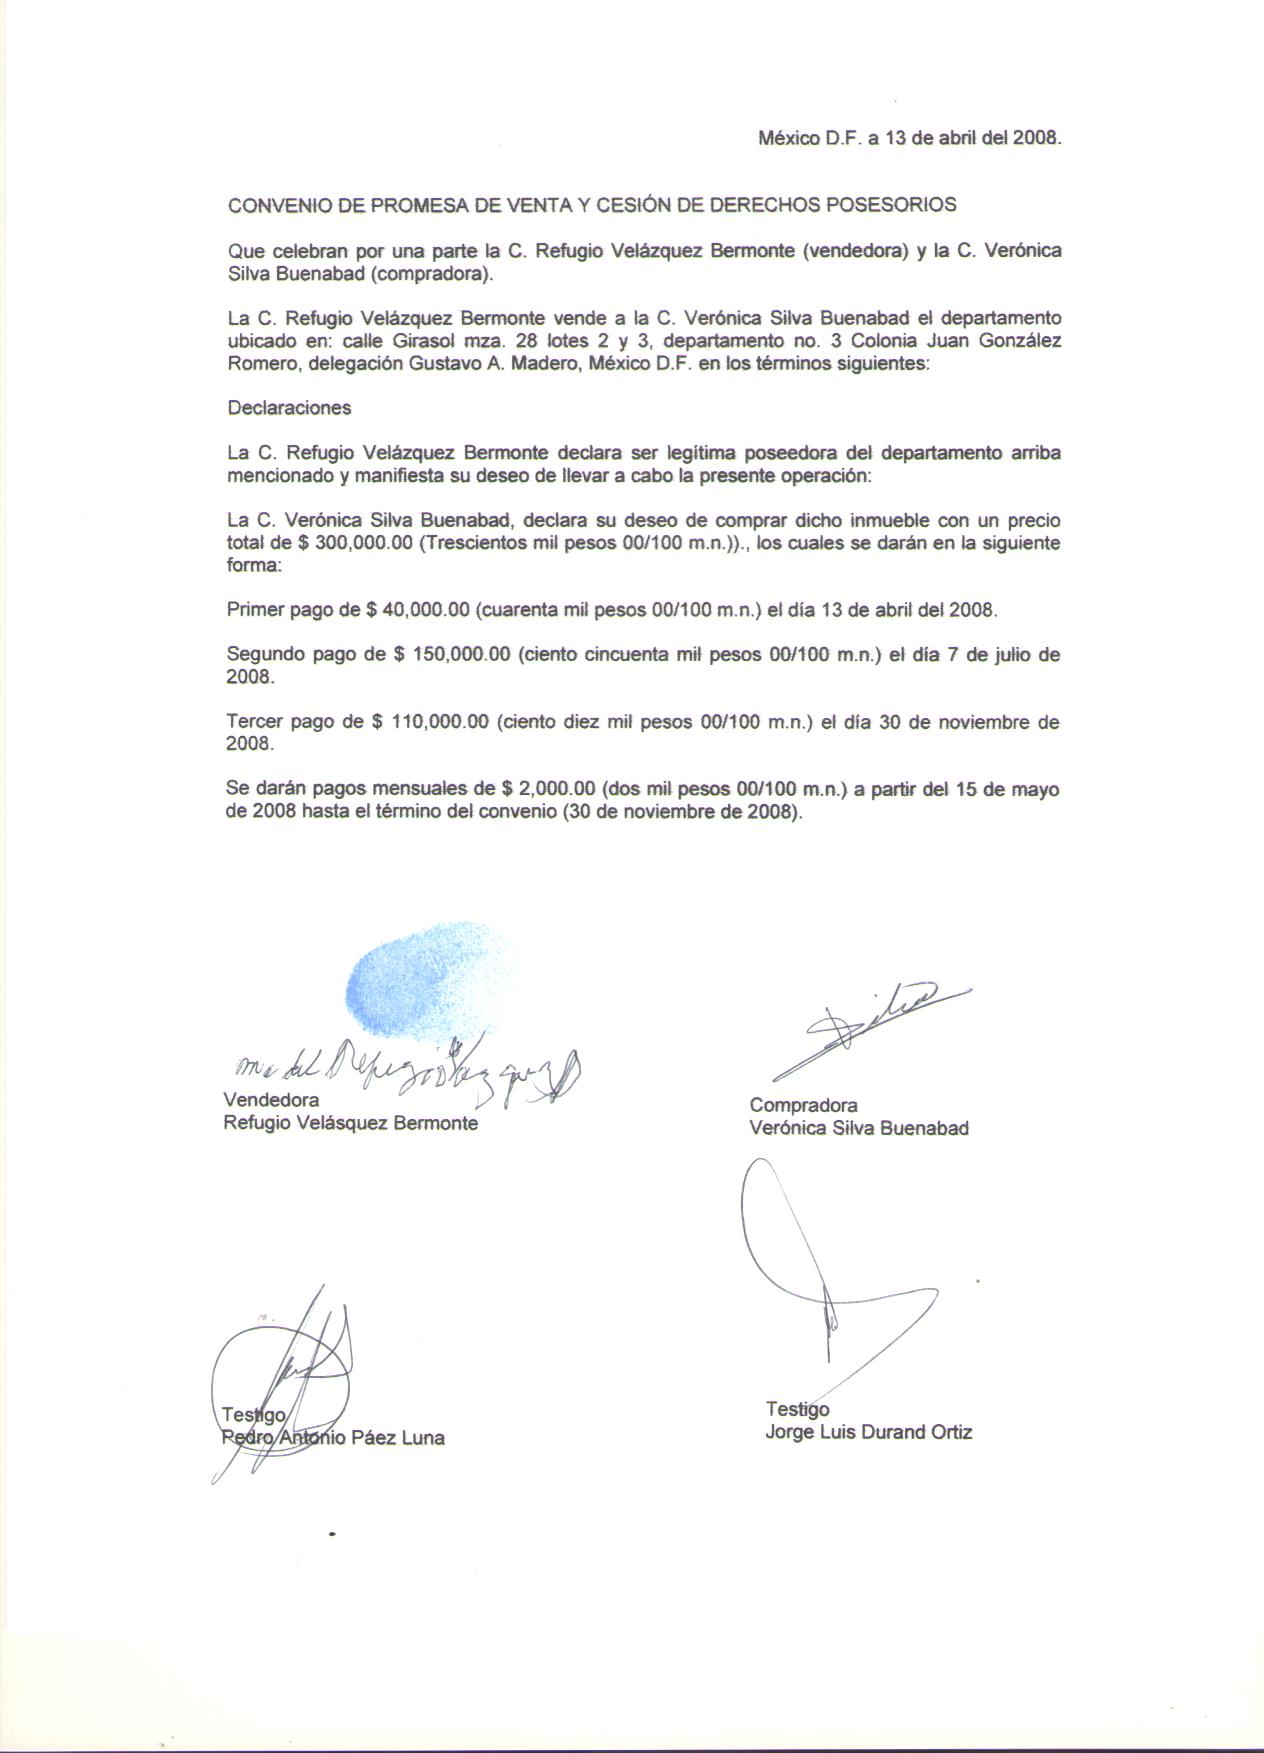 México D.F. a 13 de abril del 2008.
CONVENIO DE PROMESA DE VENTA Y CESIÓN DE DERECHOS POSESORIOS
Que celebran por una parte la C. Refugio Velázquez Bermonte (vendedora) y la C. Verónica
Silva Buenabad (compradora).
La C. Refugio Velázquez Bermonte vende a la C. Verónica Silva Buenabad el departamento
ubicado en: calle Girasol mza. 28 lotes 2 y 3, departamento no. 3 Colonia Juan González
Romero, delegación Gustavo A. Madero, México D.F. en los términos siguientes:
Declaraciones
La C. Refugio Velázquez Bermonte declara ser legítima poseedora del departamento arriba
mencionado y manifiesta su deseo de llevar a cabo la presente operación:
La C. Verónica Silva Buenabad, declara su deseo de comprar dicho inmueble con un precio
total de $ 300,000.00 (Trescientos mil pesos 00/100 m.n.))., los cuales se darán en la siguiente
forma:
Primer pago de $ 40,000.00 (cuarenta mil pesos 00/100 m.n.) el día 13 de abril del 2008.
Segundo pago de $ 150,000.00 (ciento cincuenta mil pesos 00/100 m.n.) el día 7 de julio de
2008.
Tercer pago de $ 110,000.00 (ciento diez mil pesos 00/100 m.n.) el día 30 de noviembre de
2008.
Se darán pagos mensuales de $ 2,000.00 (dos mil pesos 00/100 m.n.) a partir del 15 de mayo
de 2008 hasta el término del convenio (30 de noviembre de 2008).
Ma del Refugio
Vendedora
Refugio Velásquez Bermonte
Compradora
Verónica Silva Buenabad
Testigo
Pedro Antonio Páez Luna
Testigo
Jorge Luis Durand Ortiz